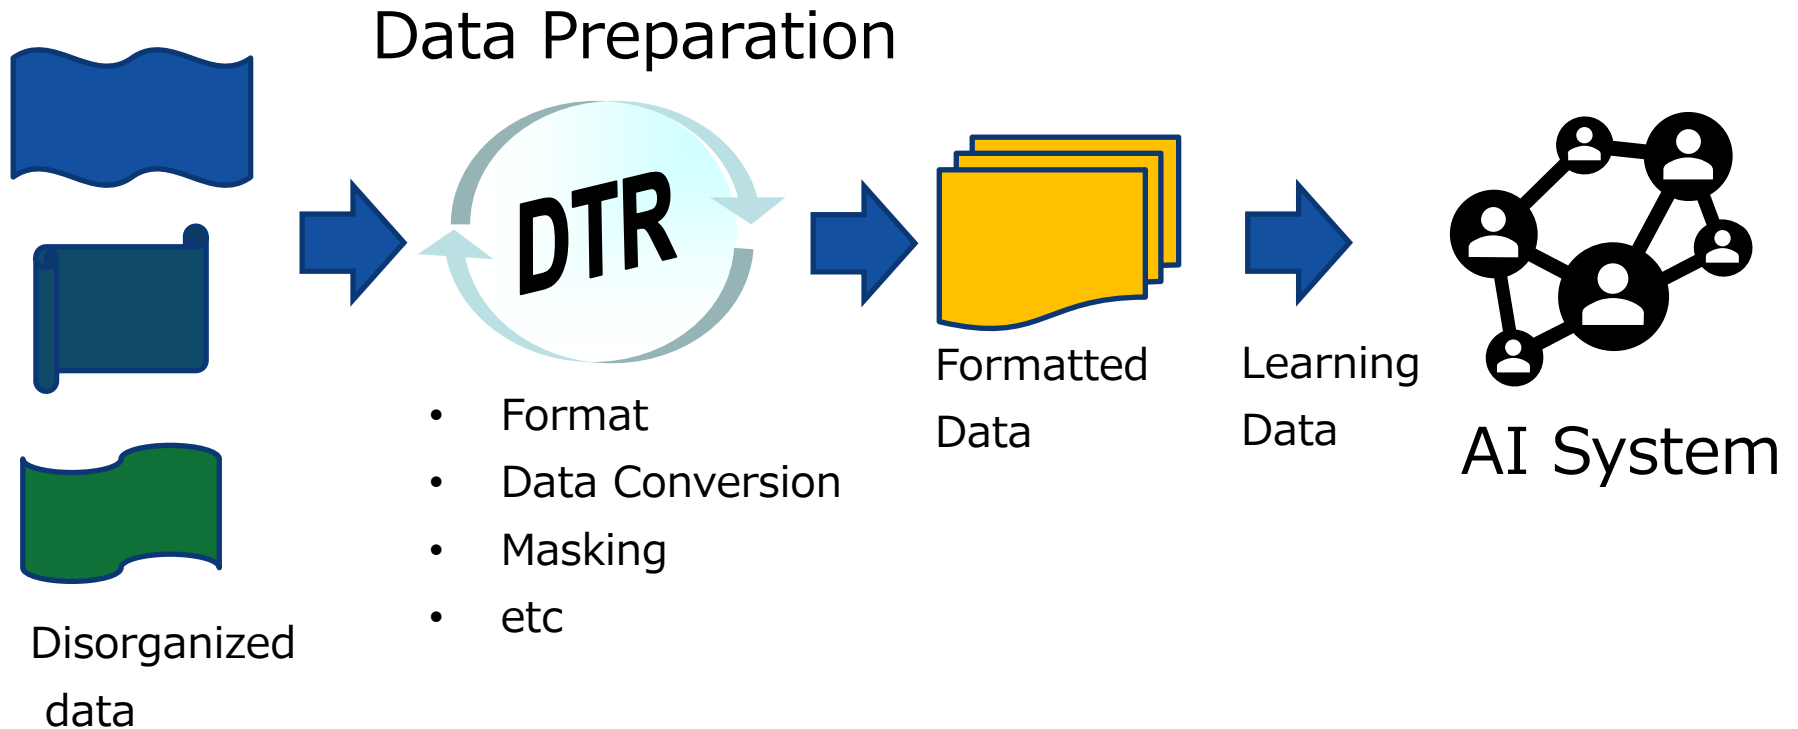 Data Preparation
DTR
• Format
• Data Conversion
• Masking
• etc
Disorganized
data
Formatted
Data
Learning
Data
AI System